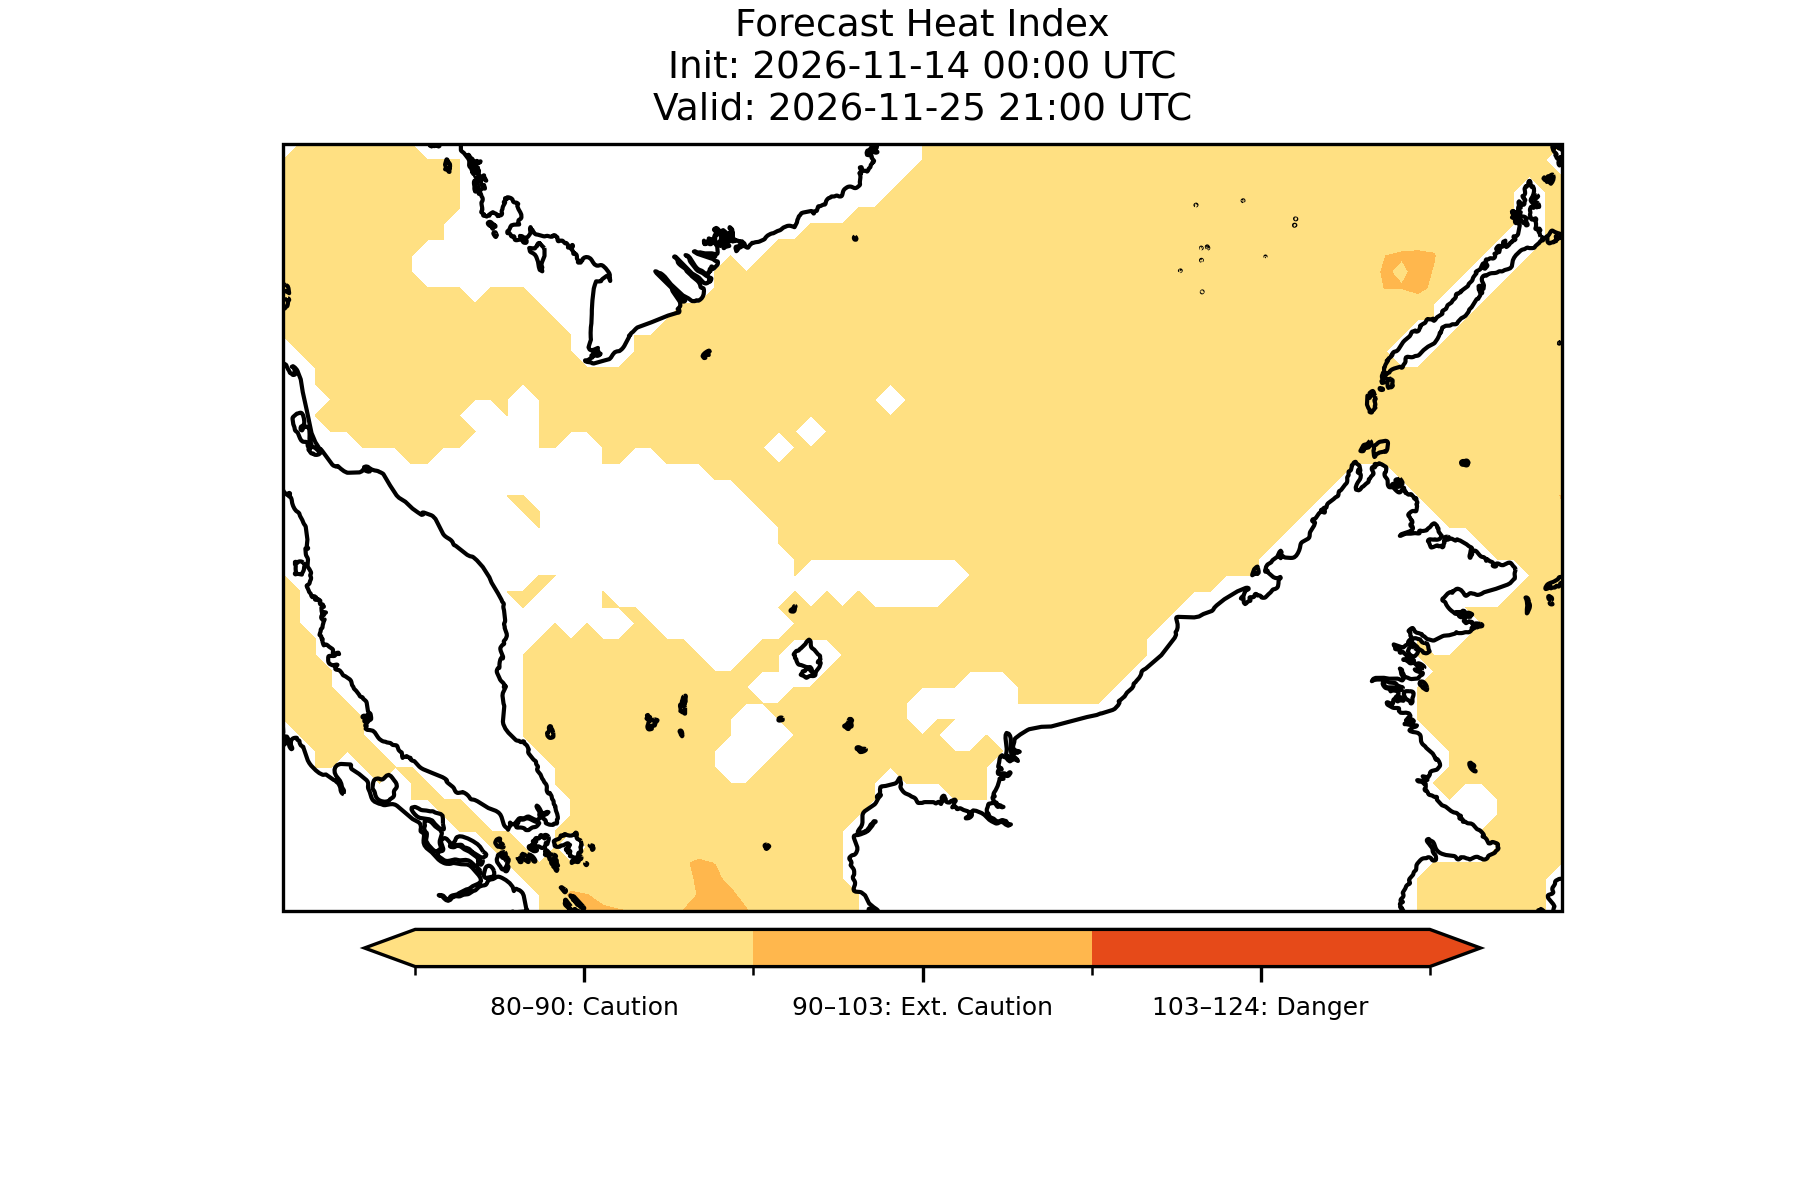 Forecast Heat Index
Init: 2026-11-14 00:00 UTC
Valid: 2026-11-25 21:00 UTC
80–90: Caution
90–103: Ext. Caution
103–124: Danger